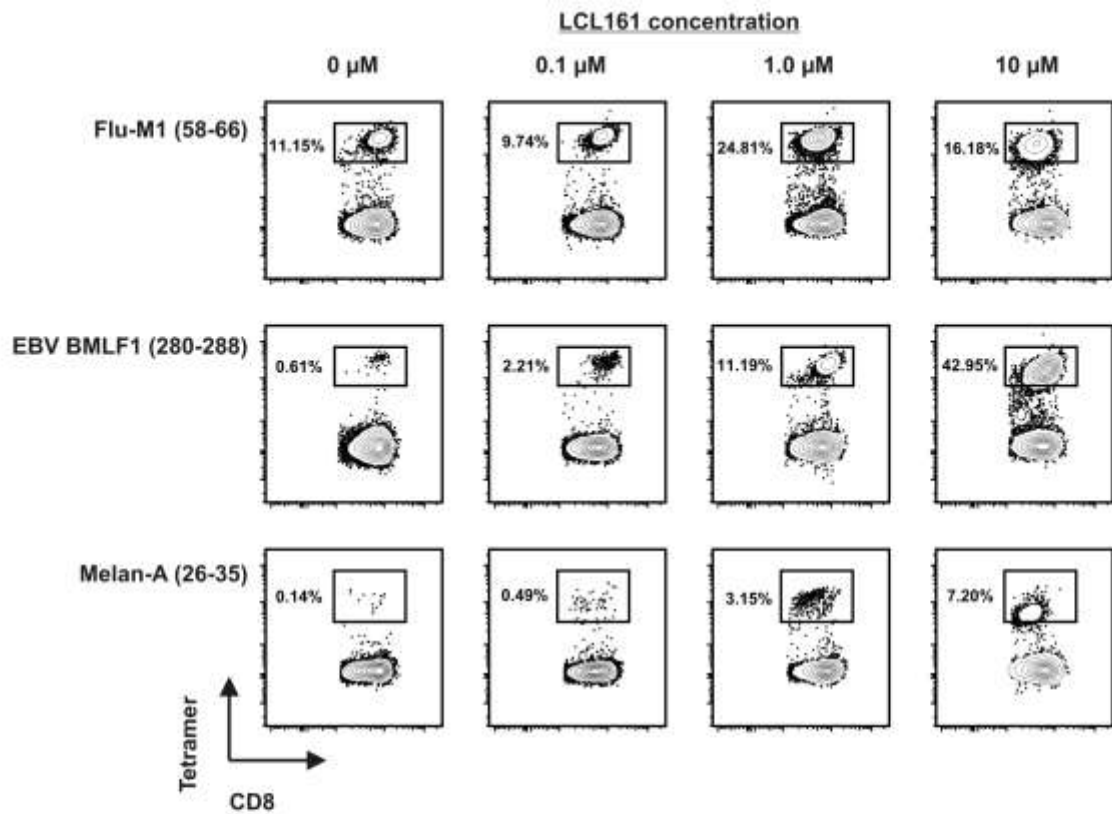 LCL161 concentration
0 µM 0.1 µM 1.0 µM 10 µM
Flu-M1 (58-66)
11.15% 9.74% 24.81% 16.18%
EBV BMLF1 (280-288)
0.61% 2.21% 11.19% 42.95%
Melan-A (26-35)
0.14% 0.49% 3.15% 7.20%
Tetramer
CD8